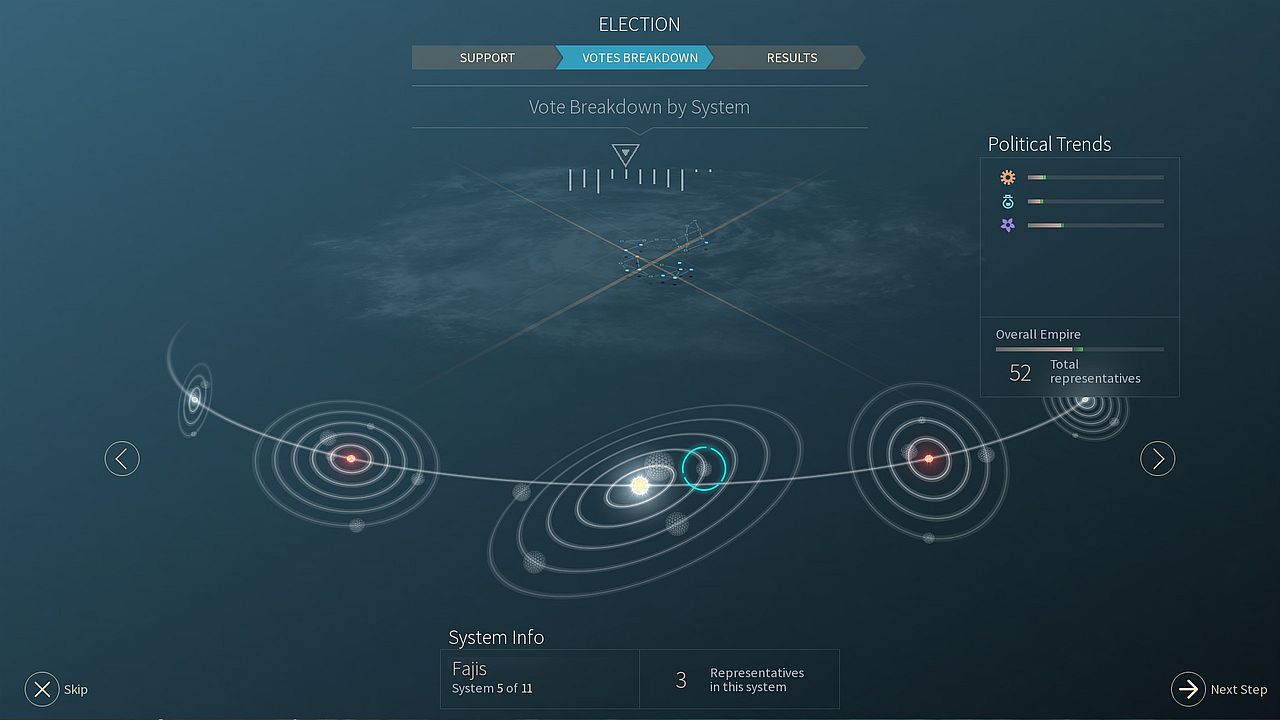 ELECTION
SUPPORT
VOTES BREAKDOWN
RESULTS
Vote Breakdown by System
Political Trends
Overall Empire
52
Total
representatives
System Info
Fajis
System 5 of 11
3
Representatives
in this system
Skip
Next Step